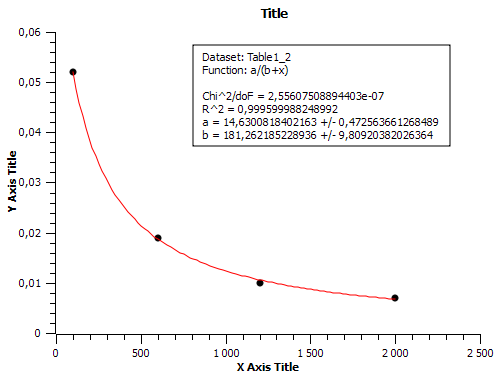 Title
Dataset: Table1_2
Function: a/(b+x)
Chi^2/doF = 2,55607508894403e-07
R^2 = 0,999599988248992
a = 14,6300818402163 +/- 0,472563661268489
b = 181,262185228936 +/- 9,80920382026364
Y Axis Title
0,06
0,05
0,04
0,03
0,02
0,01
0
0 500 1 000 1 500 2 000 2 500
X Axis Title